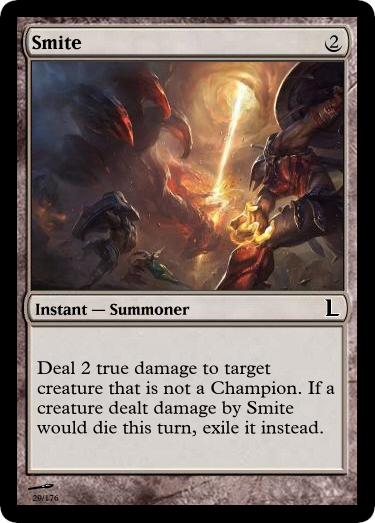 Smite 2
Instant — Summoner L
Deal 2 true damage to target
creature that is not a Champion. If a
creature dealt damage by Smite
would die this turn, exile it instead.
29/176